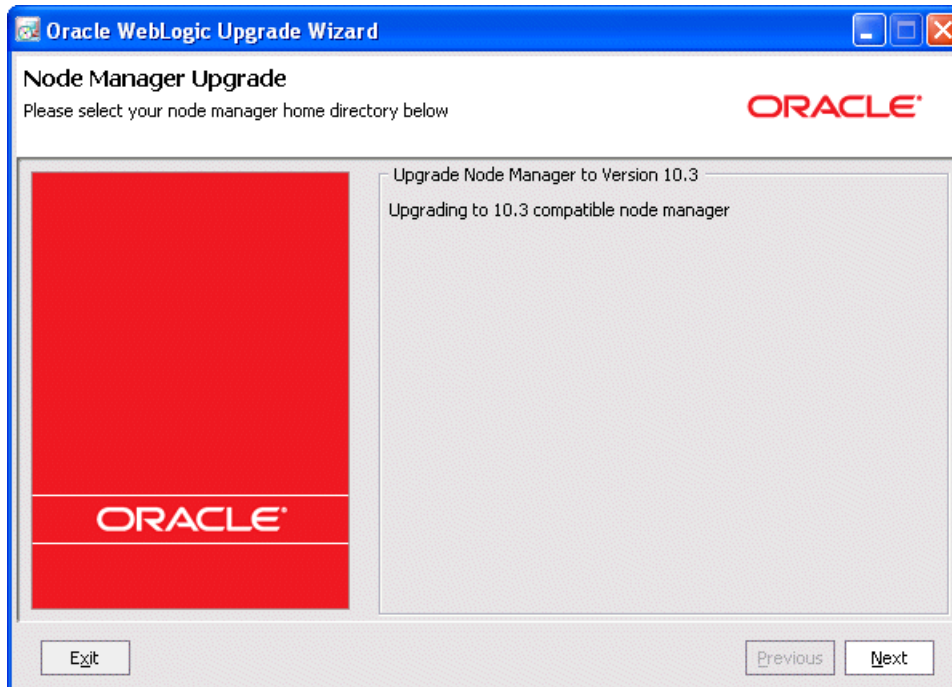 Oracle WebLogic Upgrade Wizard
Node Manager Upgrade
Please select your node manager home directory below
ORACLE
Upgrade Node Manager to Version 10.3
Upgrading to 10.3 compatible node manager
ORACLE
Exit
Previous
Next